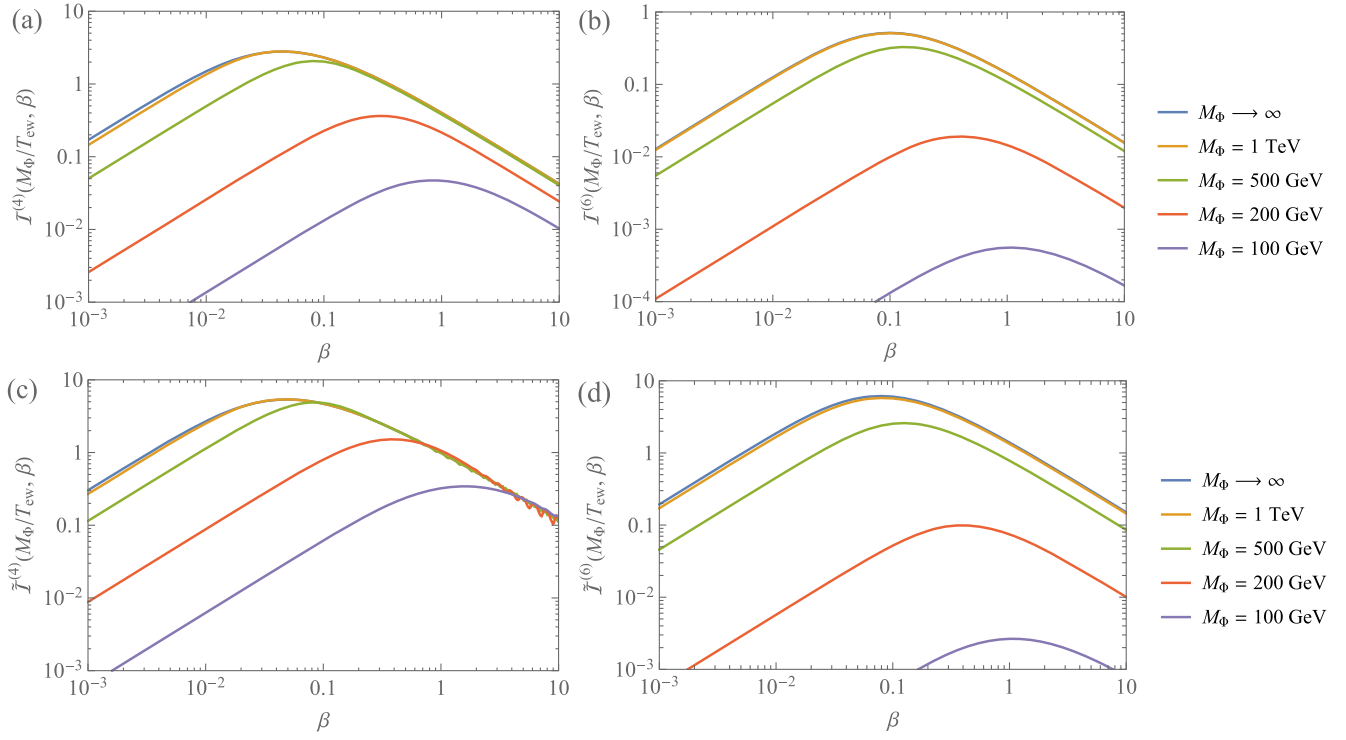 (a)
10
1
0.1
10⁻²
10⁻³
10⁻³
10⁻²
0.1
1
10
I⁽⁴⁾(M_Φ/T_ew, β)
β
(b)
1
0.1
10⁻²
10⁻³
10⁻⁴
10⁻³
10⁻²
0.1
1
10
I⁽⁶⁾(M_Φ/T_ew, β)
β
M_Φ ⟶ ∞
M_Φ = 1 TeV
M_Φ = 500 GeV
M_Φ = 200 GeV
M_Φ = 100 GeV
(c)
10
1
0.1
10⁻²
10⁻³
10⁻³
10⁻²
0.1
1
10
Ĩ⁽⁴⁾(M_Φ/T_ew, β)
β
(d)
10
1
0.1
10⁻²
10⁻³
10⁻³
10⁻²
0.1
1
10
Ĩ⁽⁶⁾(M_Φ/T_ew, β)
β
M_Φ ⟶ ∞
M_Φ = 1 TeV
M_Φ = 500 GeV
M_Φ = 200 GeV
M_Φ = 100 GeV